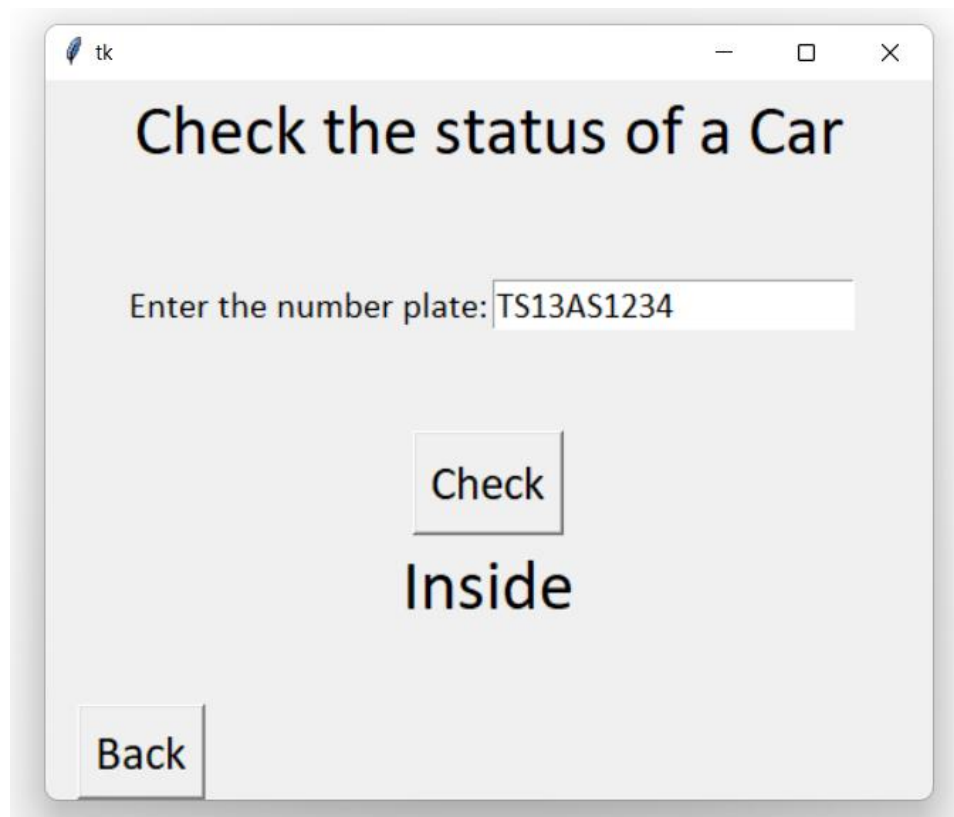 tk
Check the status of a Car
Enter the number plate: TS13AS1234
Check
Inside
Back